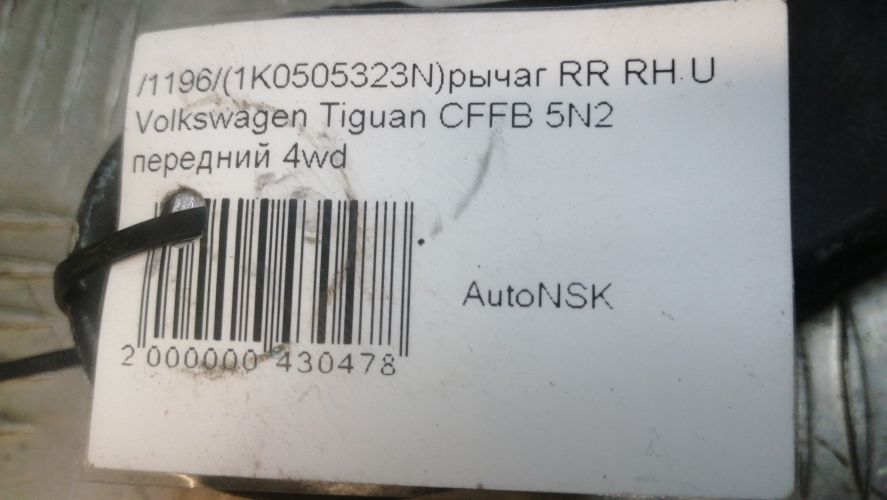 /1196/(1K0505323N)рычаг RR RH U
Volkswagen Tiguan CFFB 5N2
передний 4wd
AutoNSK
2 000000 430478